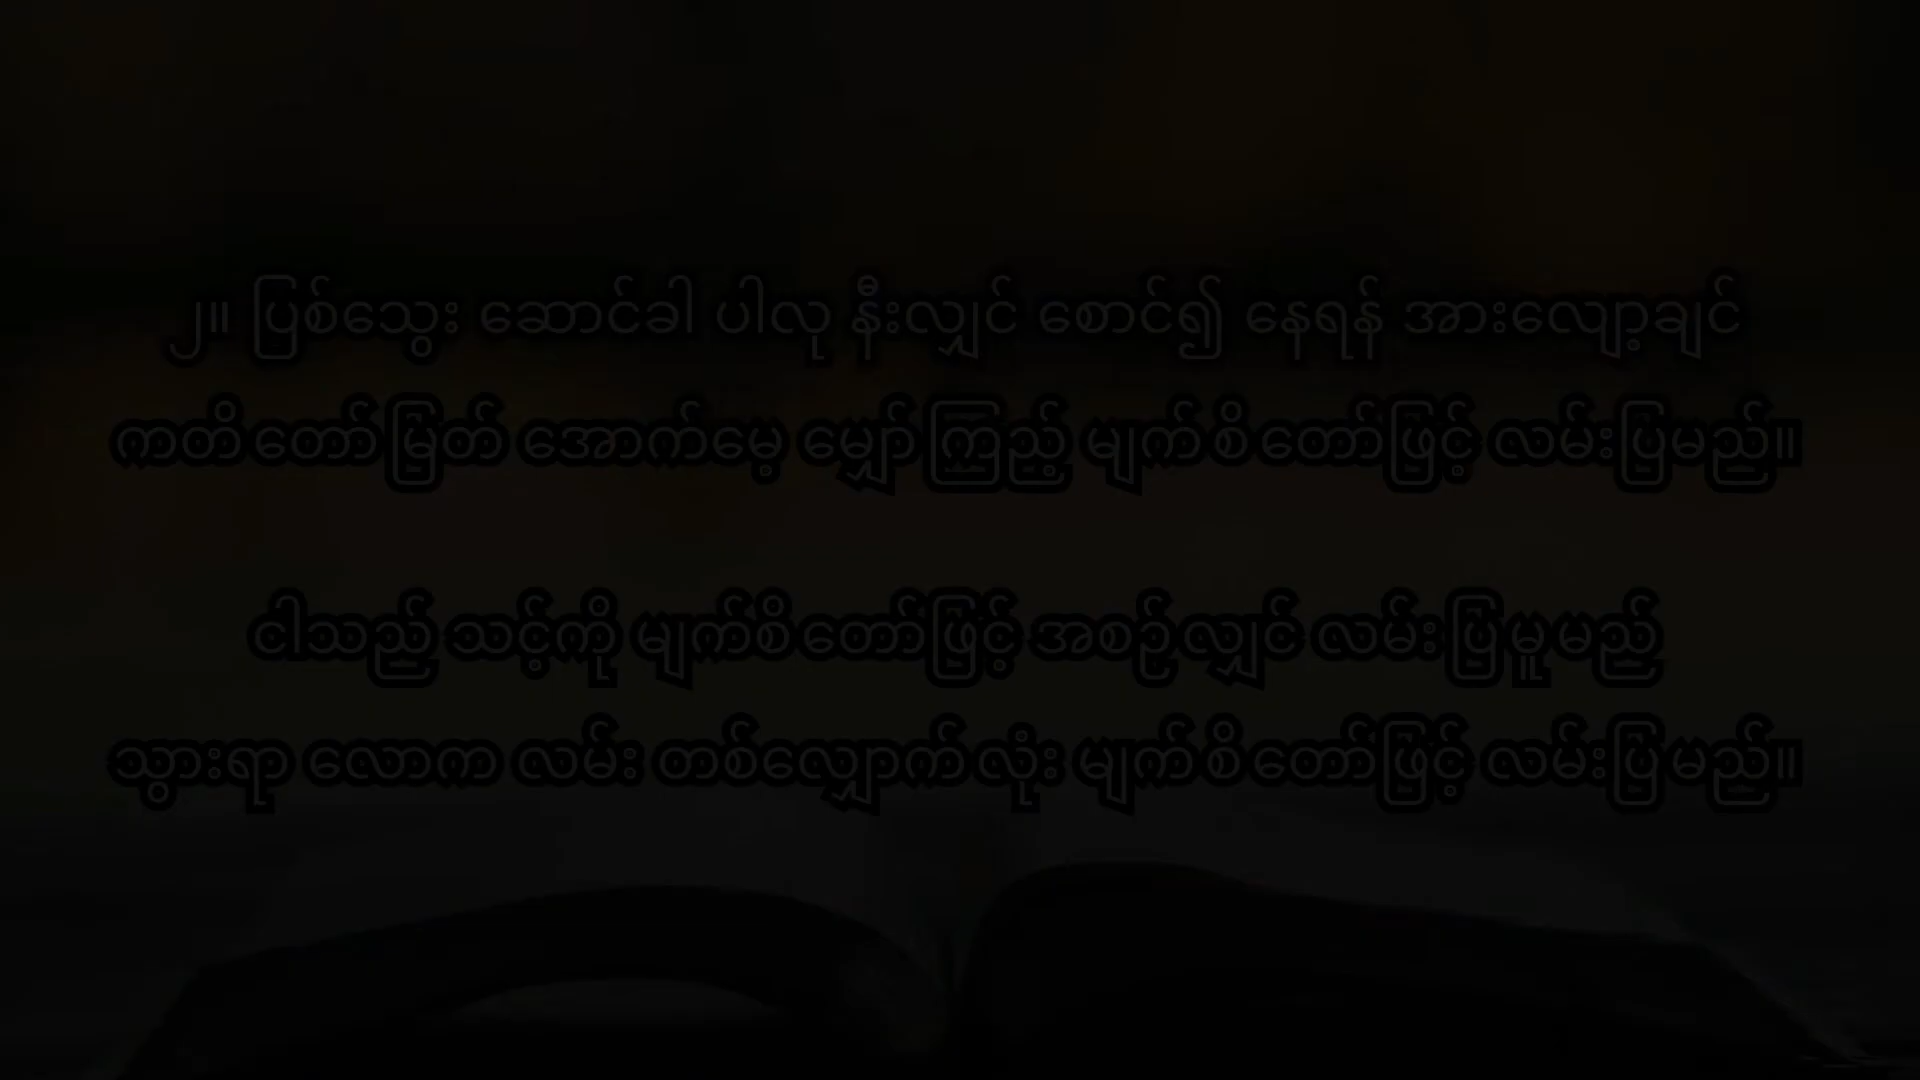 ၂။ ပြစ်သွေး ဆောင်ခါ ပါလု နီးလျှင် စောင်၍ နေရန် အားလျော့ချင်
ကတိတော်မြတ် အောက်မေ့ မျှော်ကြည့် မျက်စိတော်ဖြင့် လမ်းပြမည်။
ငါသည် သင့်ကို မျက်စိတော်ဖြင့် အစဉ်လျှင် လမ်းပြမူမည်
သွားရာ လောက လမ်း တစ်လျှောက်လုံး မျက်စိတော်ဖြင့် လမ်းပြမည်။